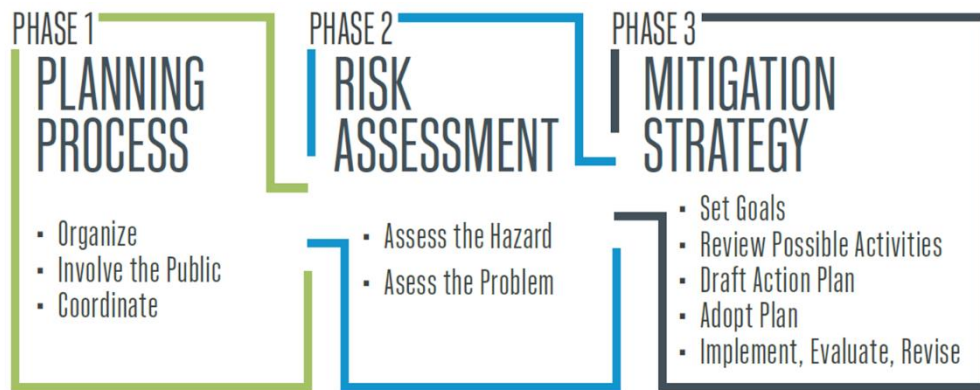 PHASE 1
PLANNING
PROCESS
▪ Organize
▪ Involve the Public
▪ Coordinate
PHASE 2
RISK
ASSESSMENT
▪ Assess the Hazard
▪ Asess the Problem
PHASE 3
MITIGATION
STRATEGY
▪ Set Goals
▪ Review Possible Activities
▪ Draft Action Plan
▪ Adopt Plan
▪ Implement, Evaluate, Revise